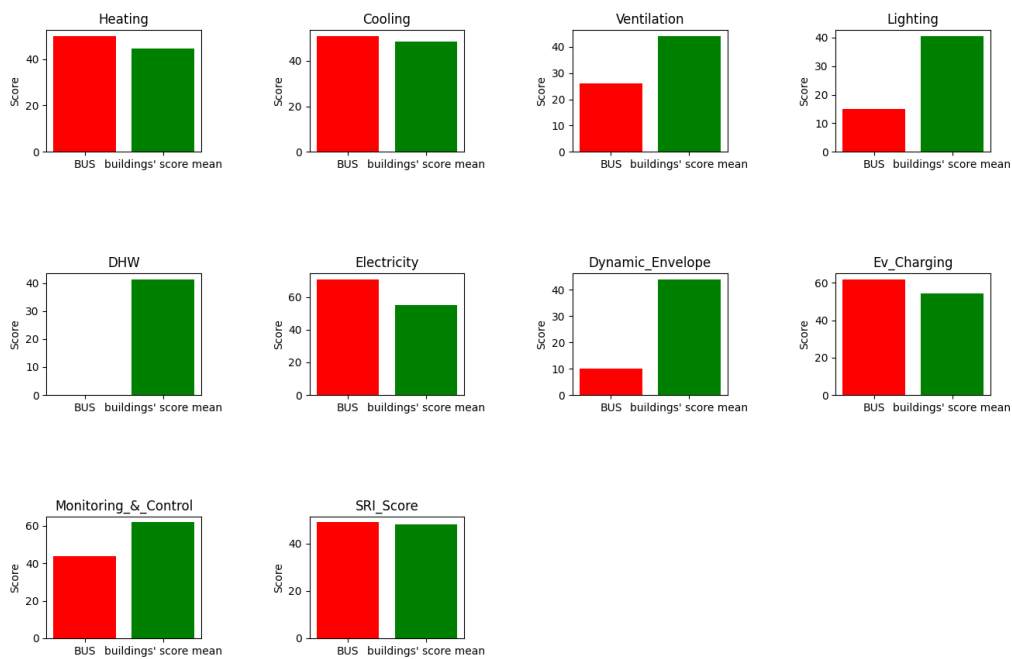 Heating
Score
40
20
0
BUS buildings' score mean
Cooling
Score
40
20
0
BUS buildings' score mean
Ventilation
Score
40
30
20
10
0
BUS buildings' score mean
Lighting
Score
40
30
20
10
0
BUS buildings' score mean
DHW
Score
40
30
20
10
0
BUS buildings' score mean
Electricity
Score
60
40
20
0
BUS buildings' score mean
Dynamic_Envelope
Score
40
30
20
10
0
BUS buildings' score mean
Ev_Charging
Score
60
40
20
0
BUS buildings' score mean
Monitoring_&_Control
Score
60
40
20
0
BUS buildings' score mean
SRI_Score
Score
40
20
0
BUS buildings' score mean